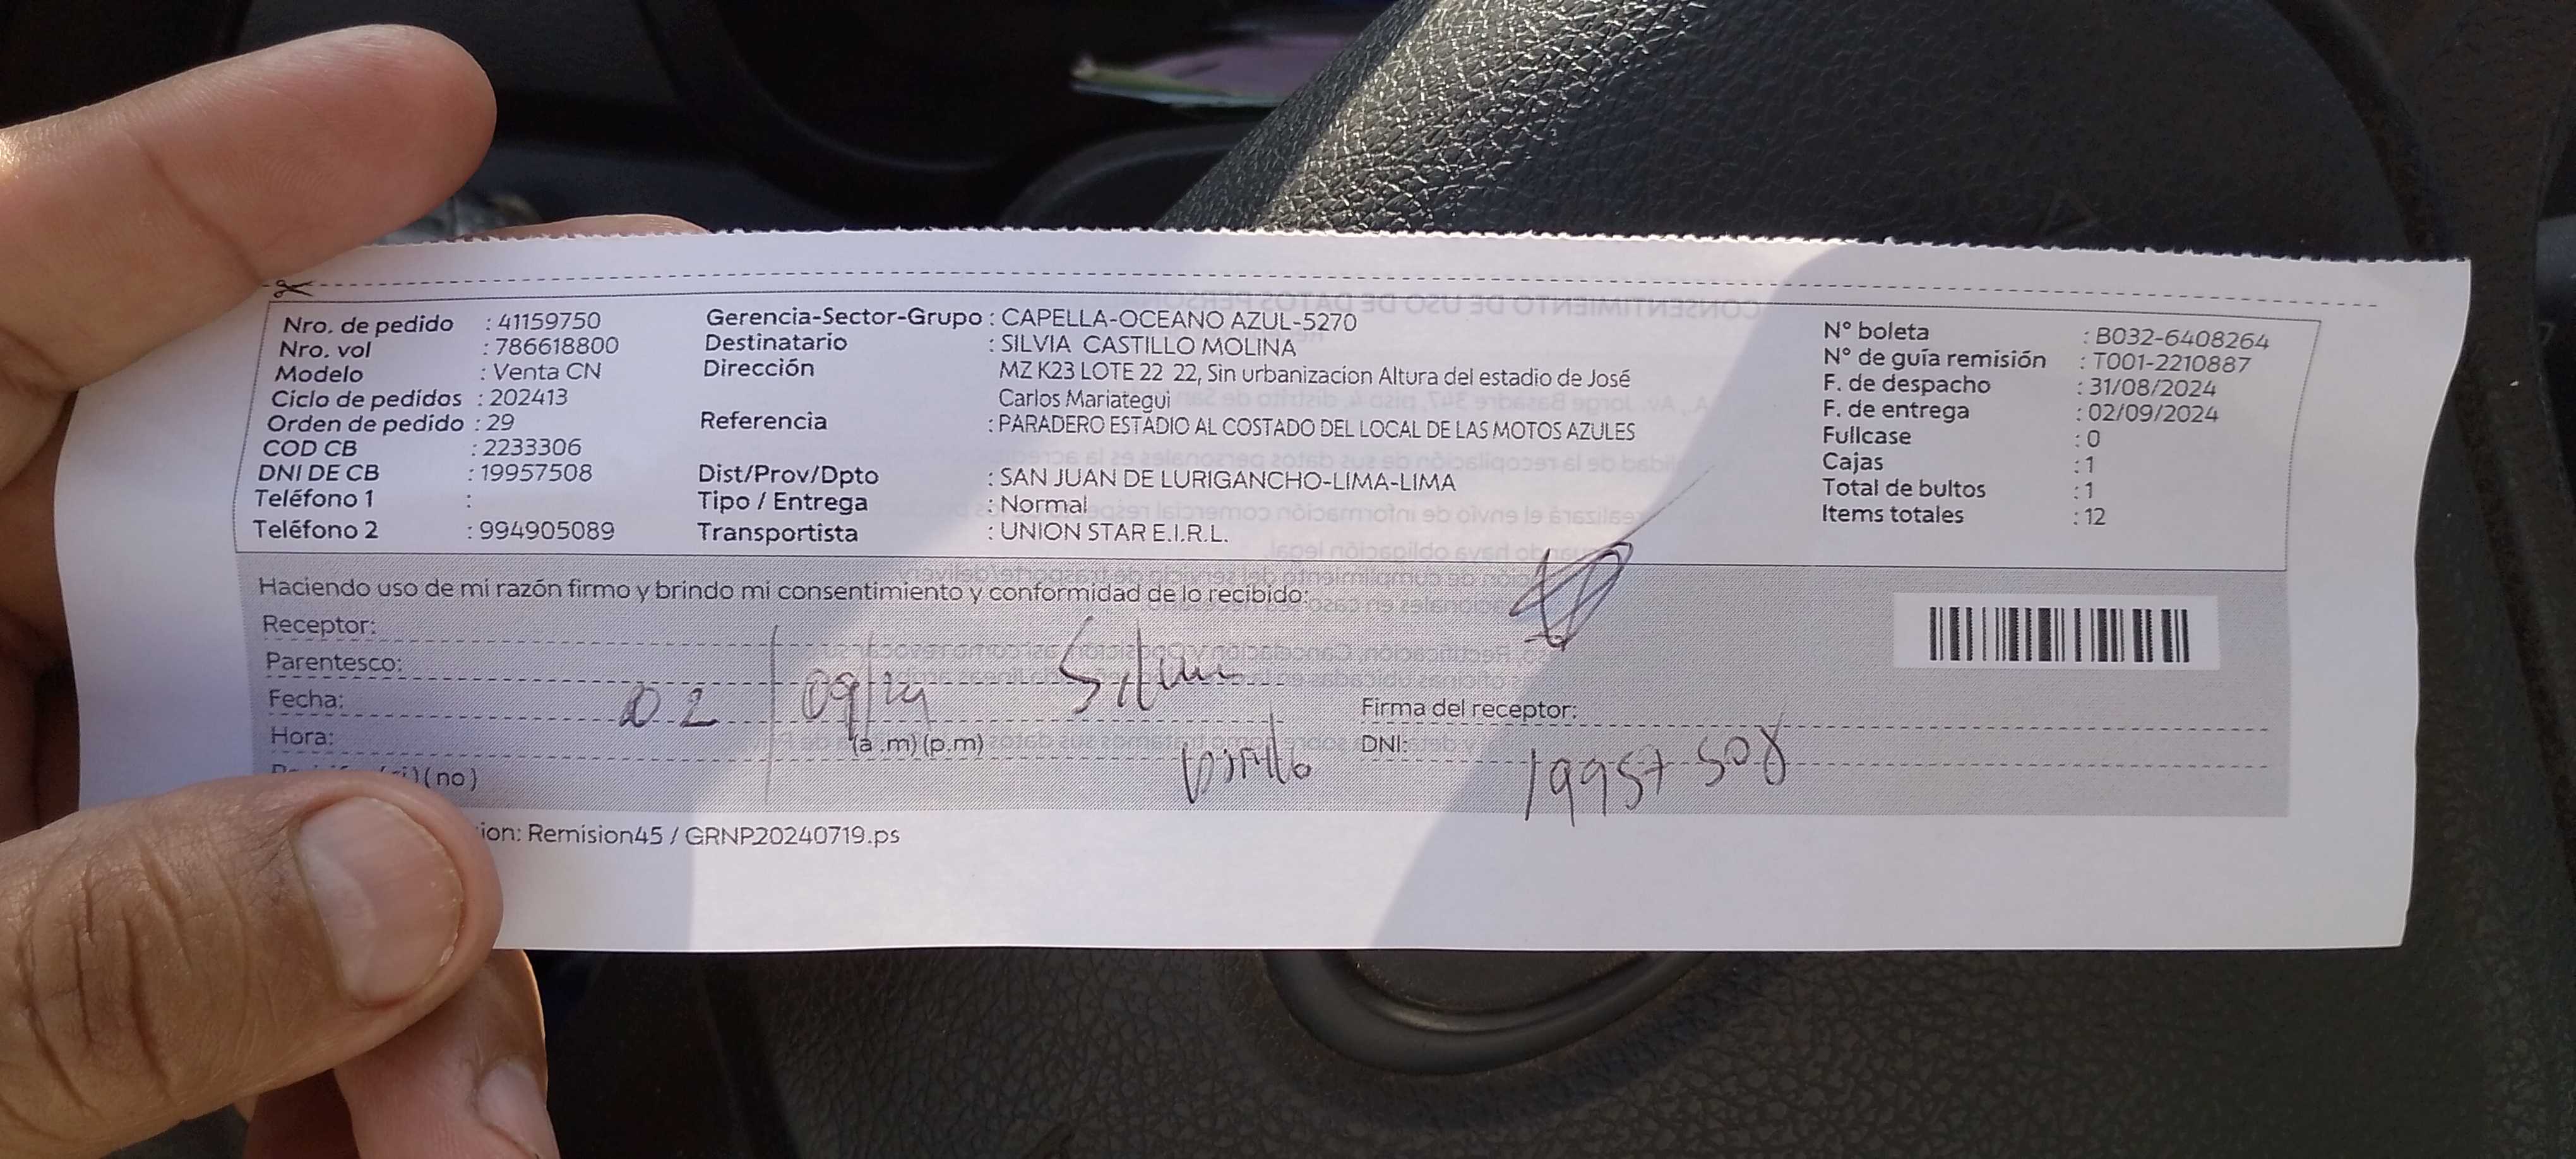 Nro. de pedido : 41159750
Nro. vol : 786618800
Modelo : Venta CN
Ciclo de pedidos : 202413
Orden de pedido : 29
COD CB : 2233306
DNI DE CB : 19957508
Teléfono 1 :
Teléfono 2 : 994905089
Gerencia-Sector-Grupo : CAPELLA-OCEANO AZUL-5270
Destinatario : SILVIA CASTILLO MOLINA
Dirección MZ K23 LOTE 22 22, Sin urbanizacion Altura del estadio de José
Carlos Mariategui
Referencia : PARADERO ESTADIO AL COSTADO DEL LOCAL DE LAS MOTOS AZULES
Dist/Prov/Dpto : SAN JUAN DE LURIGANCHO-LIMA-LIMA
Tipo / Entrega : Normal
Transportista : UNION STAR E.I.R.L.
N° boleta : B032-6408264
N° de guía remisión : T001-2210887
F. de despacho : 31/08/2024
F. de entrega : 02/09/2024
Fullcase : 0
Cajas : 1
Total de bultos : 1
Items totales : 12
Haciendo uso de mi razón firmo y brindo mi consentimiento y conformidad de lo recibido:
Receptor:
Parentesco:
Fecha: 02/09/24
Hora: (a .m) (p.m)
(no)
Firma del receptor:
DNI: 19957508
ion: Remision45 / GRNP20240719.ps